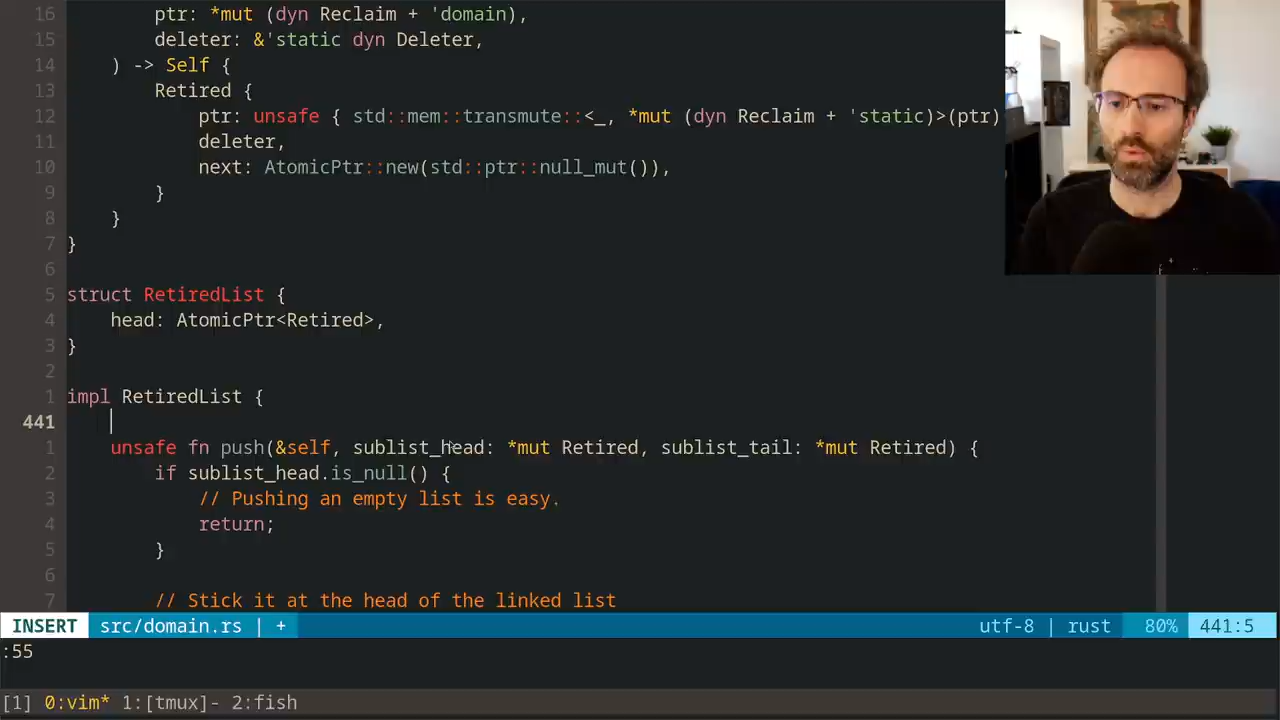 16         ptr: *mut (dyn Reclaim + 'domain),
15         deleter: &'static dyn Deleter,
14     ) -> Self {
13         Retired {
12             ptr: unsafe { std::mem::transmute::<_, *mut (dyn Reclaim + 'static)>(ptr)
11             deleter,
10             next: AtomicPtr::new(std::ptr::null_mut()),
9         }
8     }
7 }
6
5 struct RetiredList {
4     head: AtomicPtr<Retired>,
3 }
2
1 impl RetiredList {
441
1     unsafe fn push(&self, sublist_head: *mut Retired, sublist_tail: *mut Retired) {
2         if sublist_head.is_null() {
3             // Pushing an empty list is easy.
4             return;
5         }
6
7         // Stick it at the head of the linked list
INSERT src/domain.rs | + utf-8 | rust 80% 441:5
:55
[1] 0:vim* 1:[tmux]- 2:fish